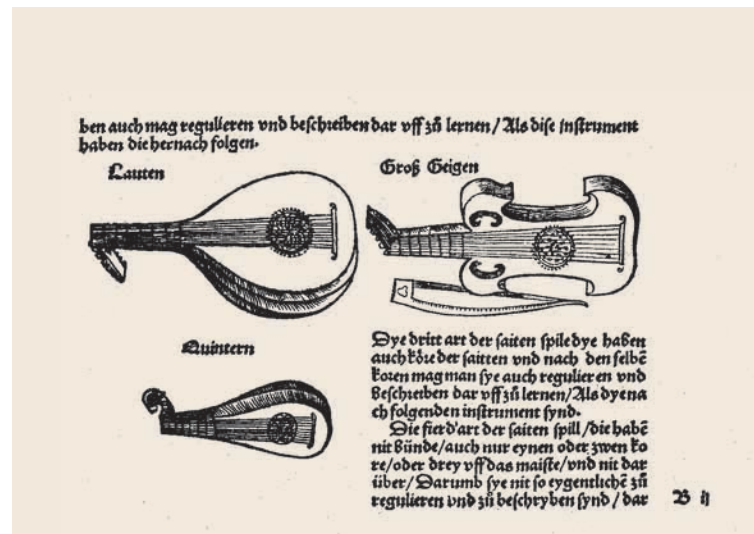 ben auch mag regulieren vnd beschreiben dar vff zů lernen / Als dise instrument
haben die hernach folgen.
Lauten
Groß Geigen
Quintern
Dye dritt art der saiten spile dye haben
auch kőre der saitten vnd nach den selbē
koren mag man sye auch regulieren vnd
beschreiben dar vff zů lernen / Als dye na
ch folgenden instrument synd.
Die fierd'art der saiten spill / die habē
nit Bünde / auch nur eynen oder zwen ko
re / oder drey vff das maiste / vnd nit dar
über / Darumb sye nit so eygentlichē zů
regulieren vnd zů beschryben synd / dar
B ij